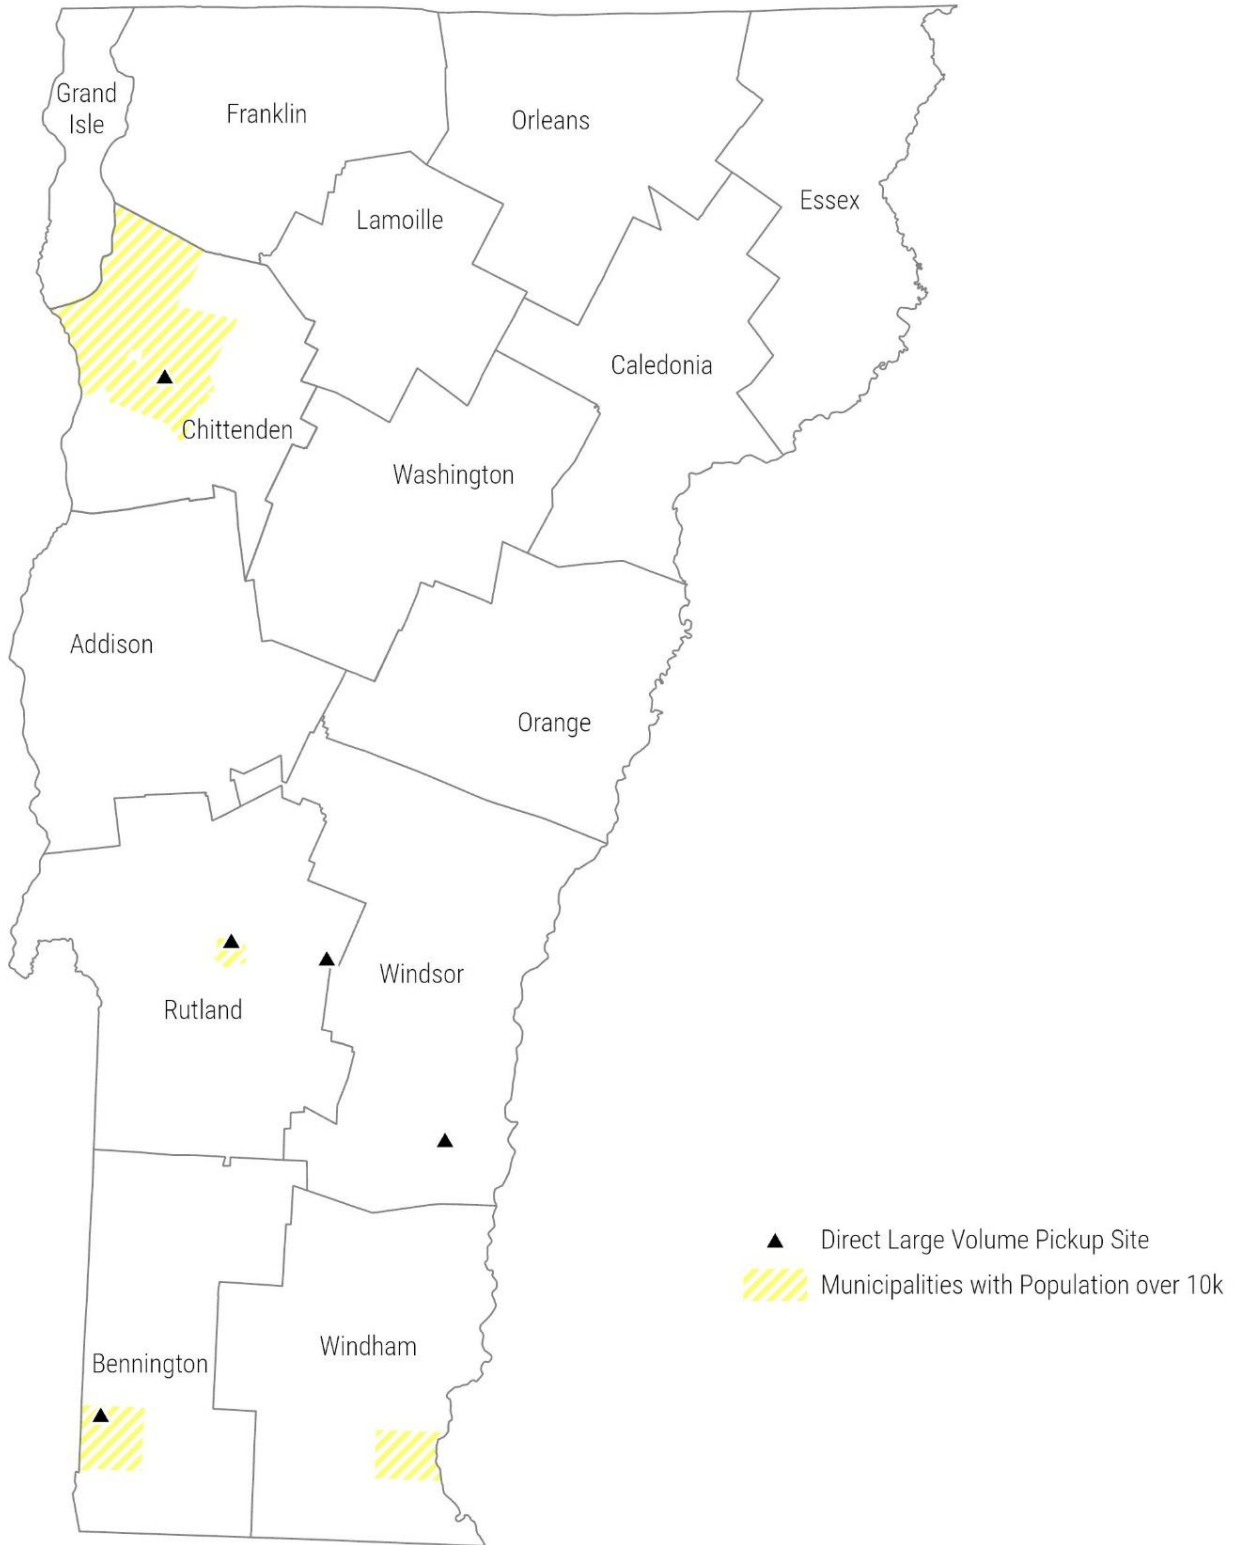 Grand
Isle
Franklin
Orleans
Essex
Lamoille
Caledonia
Chittenden
Washington
Addison
Orange
Windsor
Rutland
Direct Large Volume Pickup Site
Municipalities with Population over 10k
Windham
Bennington